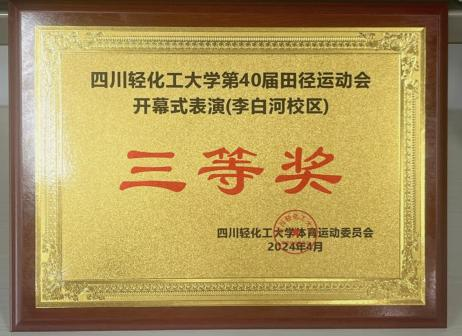 四川轻化工大学第40届田径运动会
开幕式表演(李白河校区)
三等奖
四川轻化工大学体育运动委员会
2024年4月